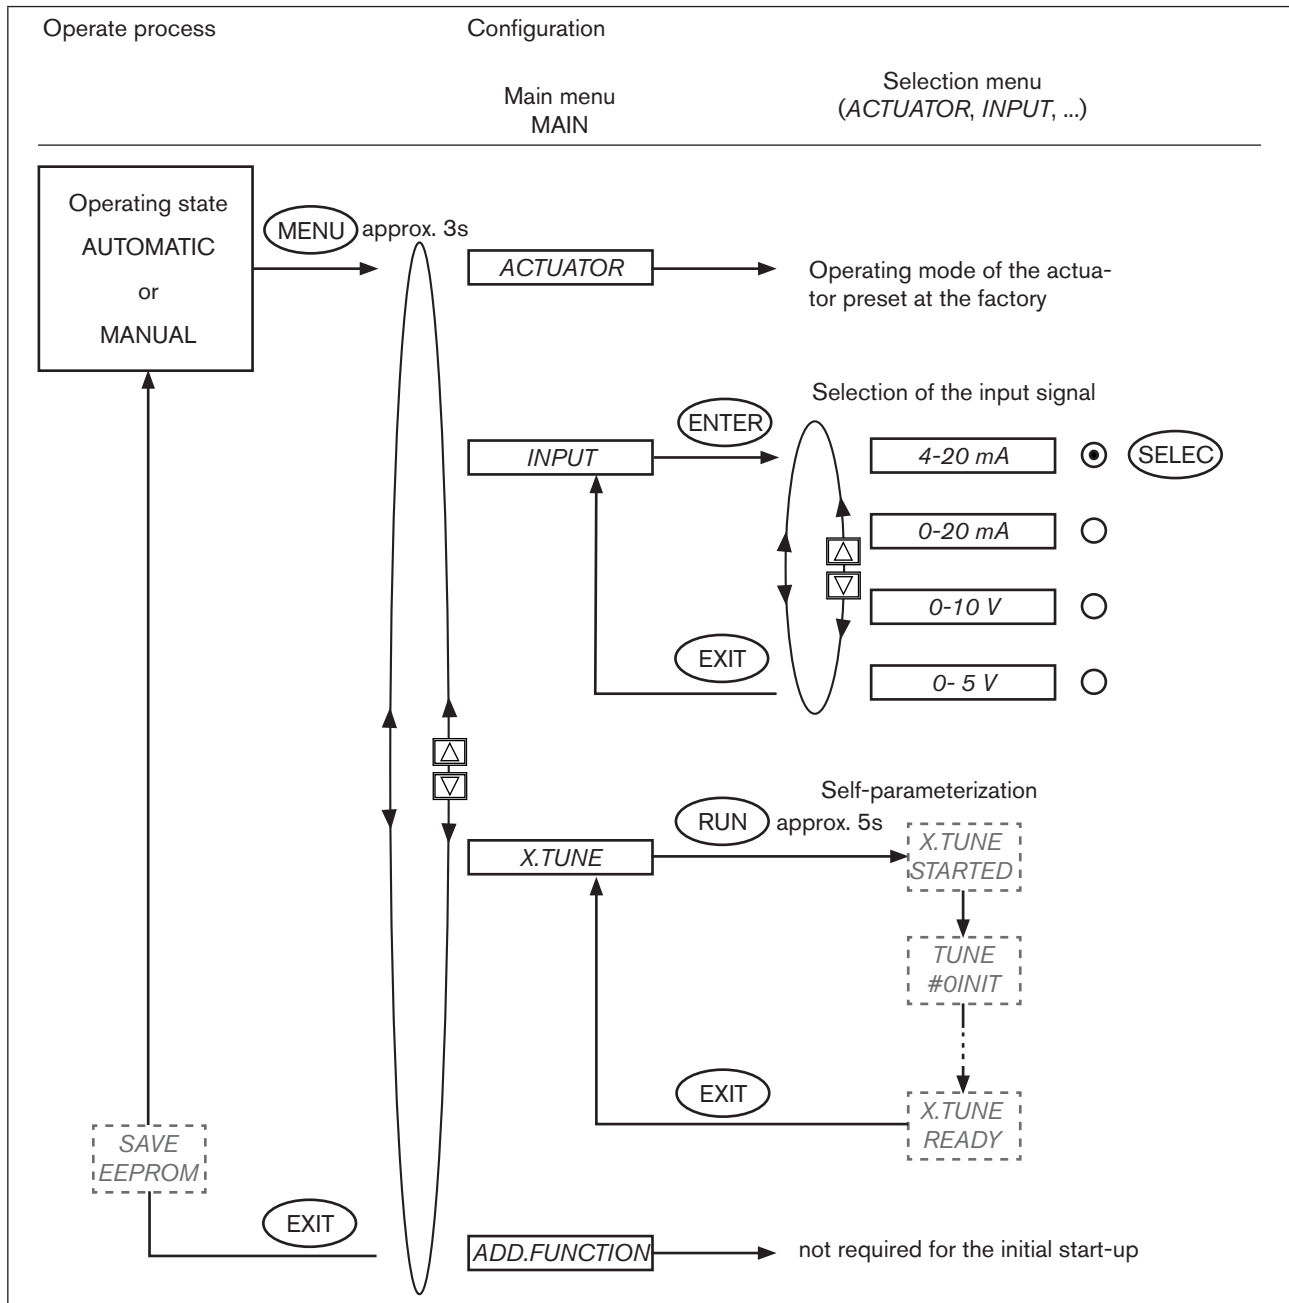 Operate process
Configuration
Main menu
MAIN
Selection menu
(ACTUATOR, INPUT, ...)
Operating state
AUTOMATIC
or
MANUAL
MENU approx. 3s
ACTUATOR
Operating mode of the actua-
tor preset at the factory
Selection of the input signal
INPUT
ENTER
4-20 mA
SELEC
0-20 mA
0-10 V
0- 5 V
EXIT
Self-parameterization
X.TUNE
RUN approx. 5s
X.TUNE
STARTED
TUNE
#0INIT
X.TUNE
READY
EXIT
SAVE
EEPROM
EXIT
ADD.FUNCTION
not required for the initial start-up